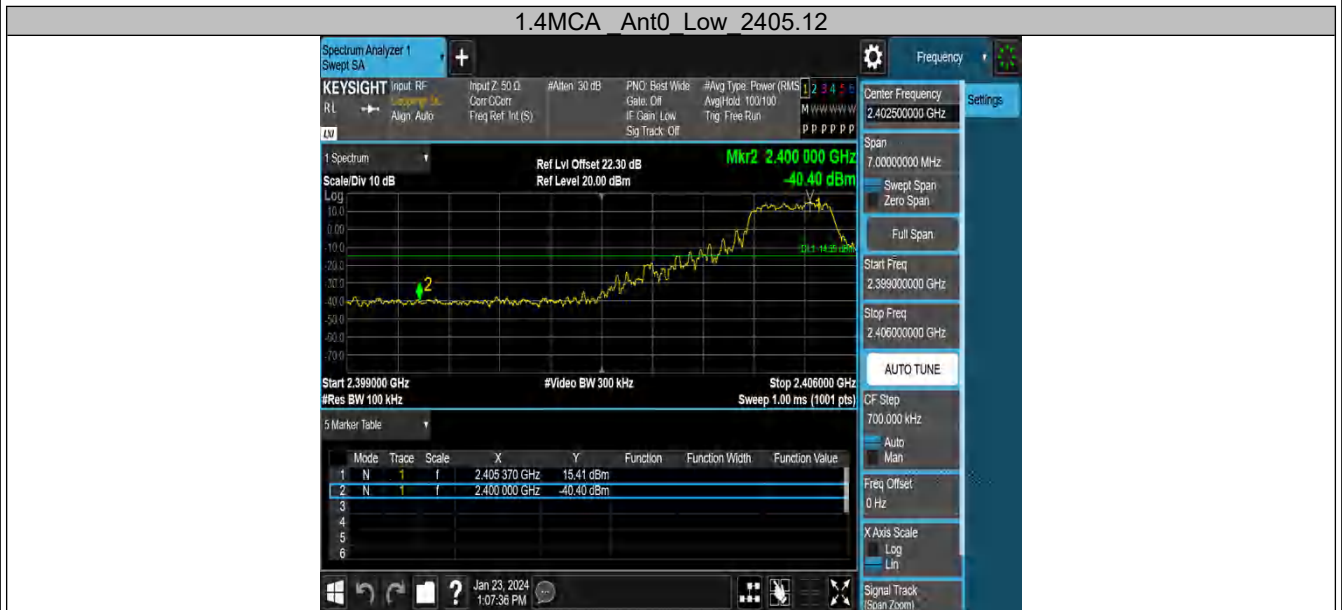 1.4MCA _Ant0_Low_2405.12
Spectrum Analyzer 1
Swept SA
+
Frequency
KEYSIGHT Input: RF
RL
Align: Auto
LXI
Input Z: 50 Ω
Corr CCorr
Freq Ref: Int (S)
#Atten: 30 dB
PNO: Best Wide
Gate: Off
IF Gain: Low
Sig Track: Off
#Avg Type: Power (RMS
Avg|Hold: 100/100
Trig: Free Run
1 2 3 4 5 6
M W W W W W
P P P P P P
Center Frequency
2.402500000 GHz
Settings
Span
7.00000000 MHz
Swept Span
Zero Span
Full Span
Start Freq
2.399000000 GHz
Stop Freq
2.406000000 GHz
AUTO TUNE
CF Step
700.000 kHz
Auto
Man
Freq Offset
0 Hz
X Axis Scale
Log
Lin
Signal Track
(Span Zoom)
1 Spectrum
Scale/Div 10 dB
Ref Lvl Offset 22.30 dB
Ref Level 20.00 dBm
Mkr2 2.400 000 GHz
-40.40 dBm
Log
10.0
0.00
-10.0
-20.0
-30.0
-40.0
-50.0
-60.0
-70.0
1
2
Start 2.399000 GHz
#Res BW 100 kHz
#Video BW 300 kHz
Stop 2.406000 GHz
Sweep 1.00 ms (1001 pts)
5 Marker Table
Mode Trace Scale X Y Function Function Width Function Value
1 N 1 f 2.405 370 GHz 15.41 dBm
2 N 1 f 2.400 000 GHz -40.40 dBm
3
4
5
6
?
Jan 23, 2024
1:07:36 PM